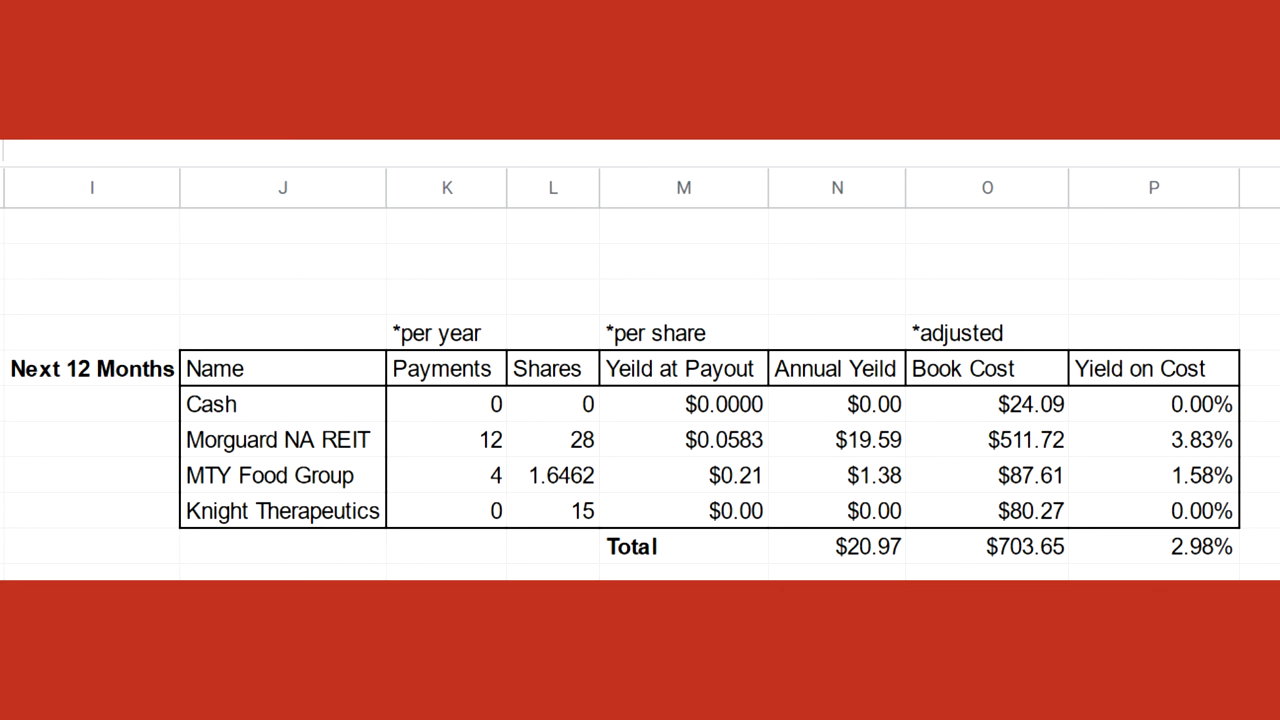 I J K L M N O P
*per year *per share *adjusted
Next 12 Months Name Payments Shares Yeild at Payout Annual Yeild Book Cost Yield on Cost
Cash 0 0 $0.0000 $0.00 $24.09 0.00%
Morguard NA REIT 12 28 $0.0583 $19.59 $511.72 3.83%
MTY Food Group 4 1.6462 $0.21 $1.38 $87.61 1.58%
Knight Therapeutics 0 15 $0.00 $0.00 $80.27 0.00%
Total $20.97 $703.65 2.98%